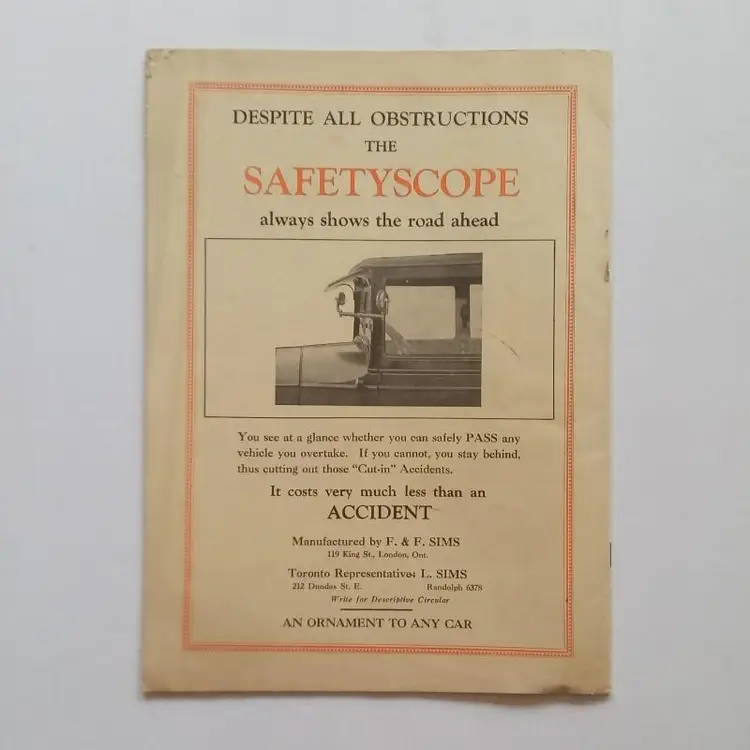 DESPITE ALL OBSTRUCTIONS
THE
SAFETYSCOPE
always shows the road ahead
You see at a glance whether you can safely PASS any
vehicle you overtake. If you cannot, you stay behind,
thus cutting out those "Cut-in" Accidents.
It costs very much less than an
ACCIDENT
Manufactured by F. & F. SIMS
119 King St., London, Ont.
Toronto Representative: L. SIMS
212 Dundas St. E. Randolph 6378
Write for Descriptive Circular
AN ORNAMENT TO ANY CAR